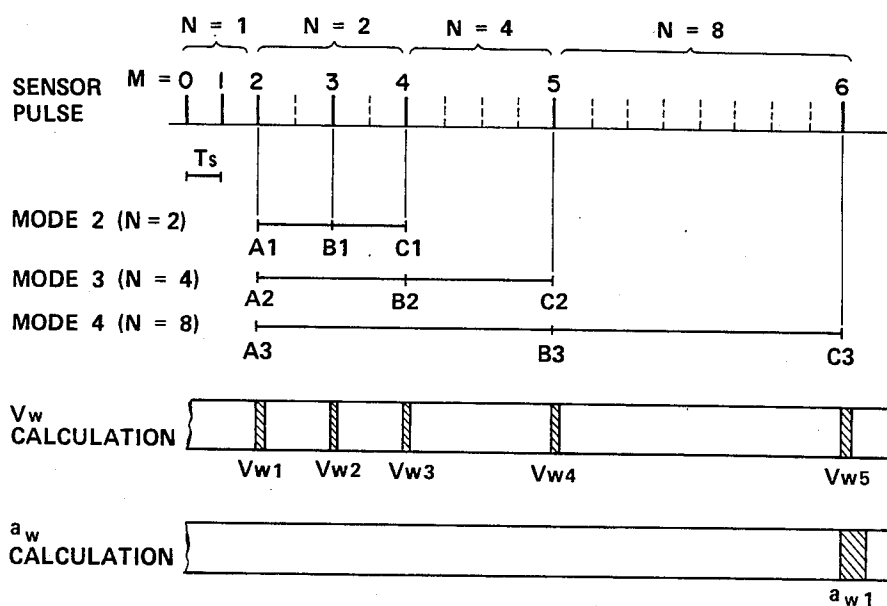 N = 1 N = 2 N = 4 N = 8
SENSOR PULSE M = 0 1 2 3 4 5 6
Ts
MODE 2 (N = 2)
A1 B1 C1
MODE 3 (N = 4)
A2 B2 C2
MODE 4 (N = 8)
A3 B3 C3
Vw CALCULATION
Vw1 Vw2 Vw3 Vw4 Vw5
aw CALCULATION
aw1